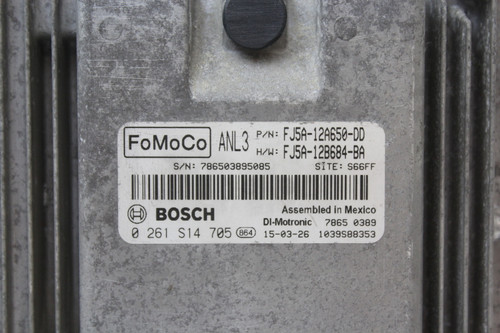 FoMoCo ANL3 P/N: FJ5A-12A650-DD
H/W: FJ5A-12B684-BA
S/N: 786503895085 SITE: S66FF
BOSCH Assembled in Mexico
DI-Motronic 7865 0389
0 261 S14 705 864 15-03-26 1039S88353